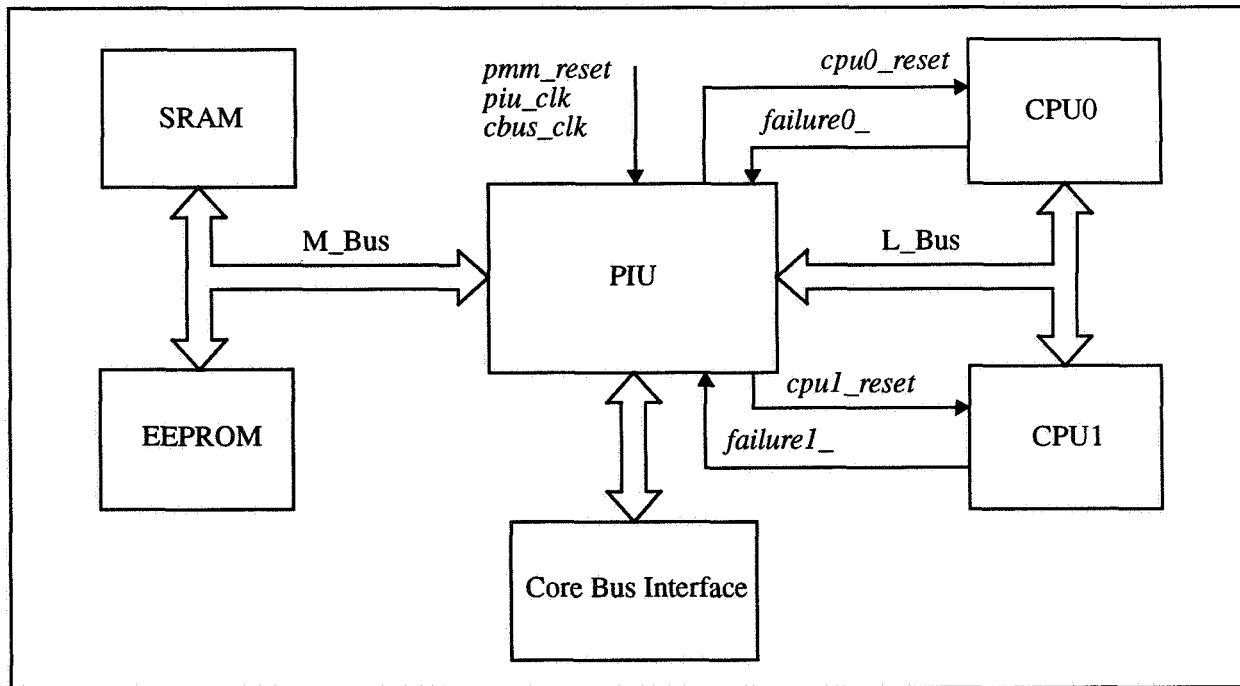 SRAM
pmm_reset
piu_clk
cbus_clk
cpu0_reset
failure0_
CPU0
M_Bus
PIU
L_Bus
EEPROM
cpu1_reset
failure1_
CPU1
Core Bus Interface